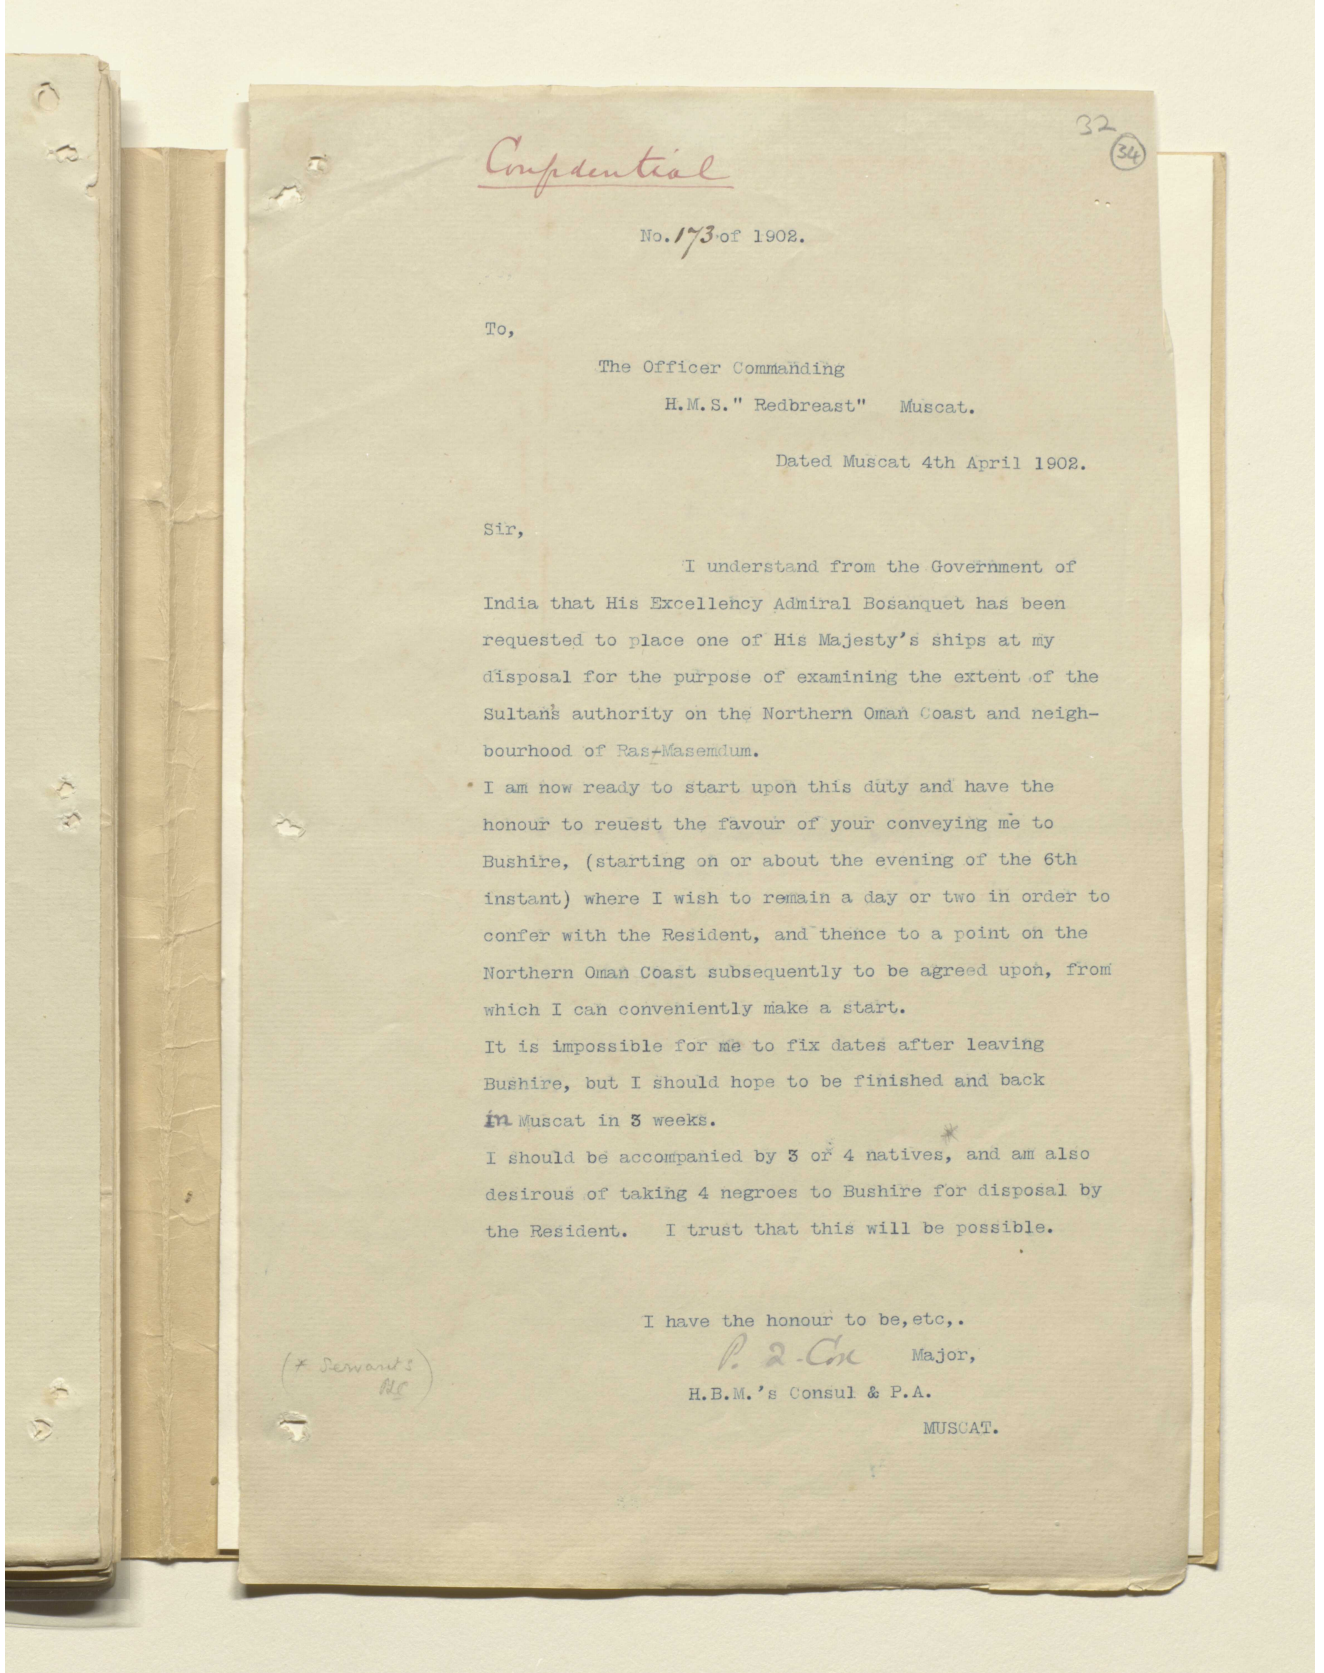 32
34
Confidential
No. 173 of 1902.
To,
The Officer Commanding
H.M.S." Redbreast" Muscat.
Dated Muscat 4th April 1902.
Sir,
I understand from the Government of
India that His Excellency Admiral Bosanquet has been
requested to place one of His Majesty's ships at my
disposal for the purpose of examining the extent of the
Sultan's authority on the Northern Oman Coast and neigh-
bourhood of Ras-Masemdum.
I am now ready to start upon this duty and have the
honour to reuest the favour of your conveying me to
Bushire, (starting on or about the evening of the 6th
instant) where I wish to remain a day or two in order to
confer with the Resident, and thence to a point on the
Northern Oman Coast subsequently to be agreed upon, from
which I can conveniently make a start.
It is impossible for me to fix dates after leaving
Bushire, but I should hope to be finished and back
in Muscat in 3 weeks.
I should be accompanied by 3 or 4 natives,* and am also
desirous of taking 4 negroes to Bushire for disposal by
the Resident. I trust that this will be possible.
I have the honour to be,etc,.
P. Z. Cox Major,
(* Servants
H.B.M.'s Consul & P.A.
MUSCAT.